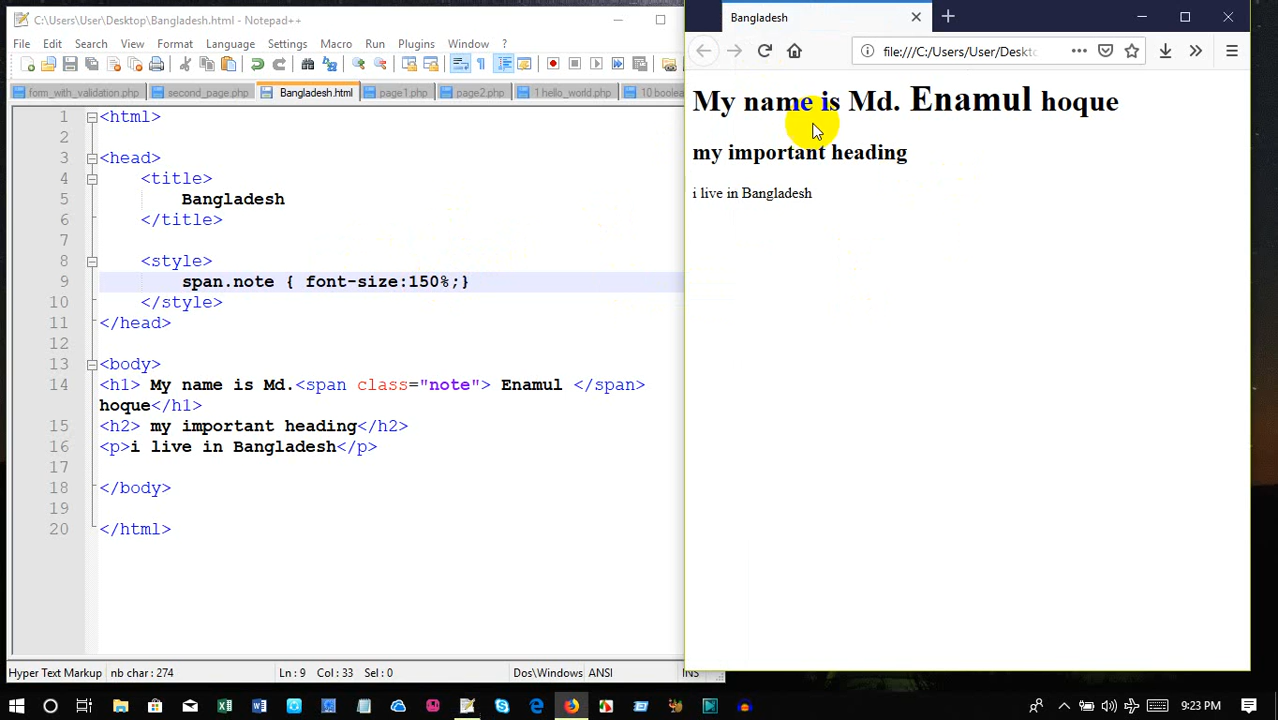 C:\Users\User\Desktop\Bangladesh.html - Notepad++
File Edit Search View Format Language Settings Macro Run Plugins Window ?
form_with_validation.php second_page.php Bangladesh.html page1.php page2.php 1 hello_world.php 10 boolea
1 <html>
2
3 <head>
4 <title>
5 Bangladesh
6 </title>
7
8 <style>
9 span.note { font-size:150%;}
10 </style>
11 </head>
12
13 <body>
14 <h1> My name is Md.<span class="note"> Enamul </span>
hoque</h1>
15 <h2> my important heading</h2>
16 <p>i live in Bangladesh</p>
17
18 </body>
19
20 </html>
Hyper Text Markup nb char : 274 Ln : 9 Col : 33 Sel : 0 Dos\Windows ANSI INS
Bangladesh
file:///C:/Users/User/Deskto
My name is Md. Enamul hoque
my important heading
i live in Bangladesh
9:23 PM